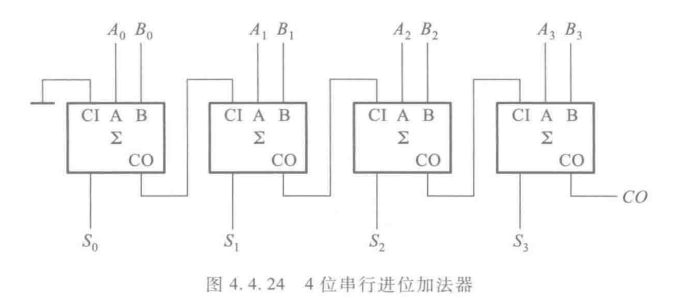 A₀ B₀ A₁ B₁ A₂ B₂ A₃ B₃
CI A B CI A B CI A B CI A B
Σ Σ Σ Σ
CO CO CO CO
CO
S₀ S₁ S₂ S₃
图 4.4.24 4 位串行进位加法器